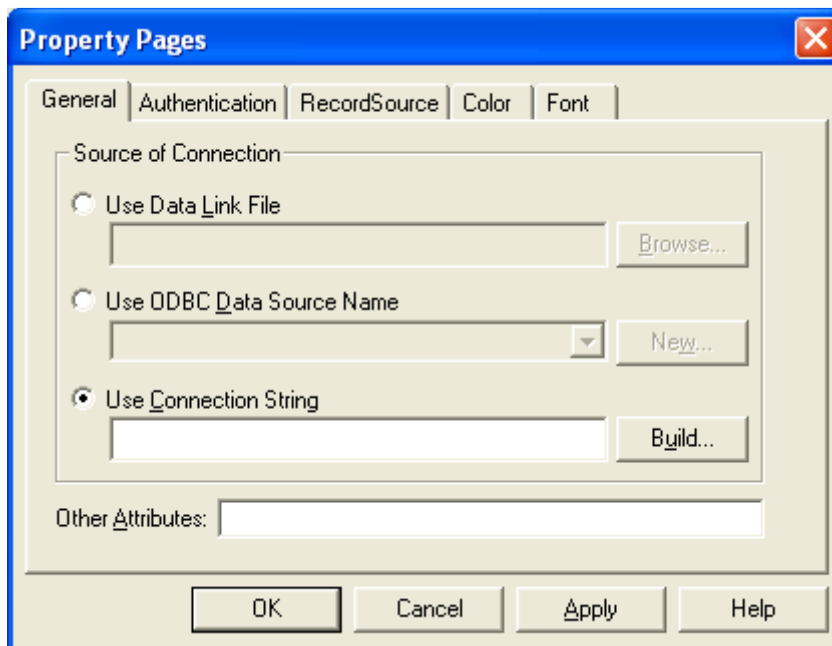 Property Pages
General Authentication RecordSource Color Font
Source of Connection
Use Data Link File
Browse...
Use ODBC Data Source Name
New...
Use Connection String
Build...
Other Attributes:
OK Cancel Apply Help